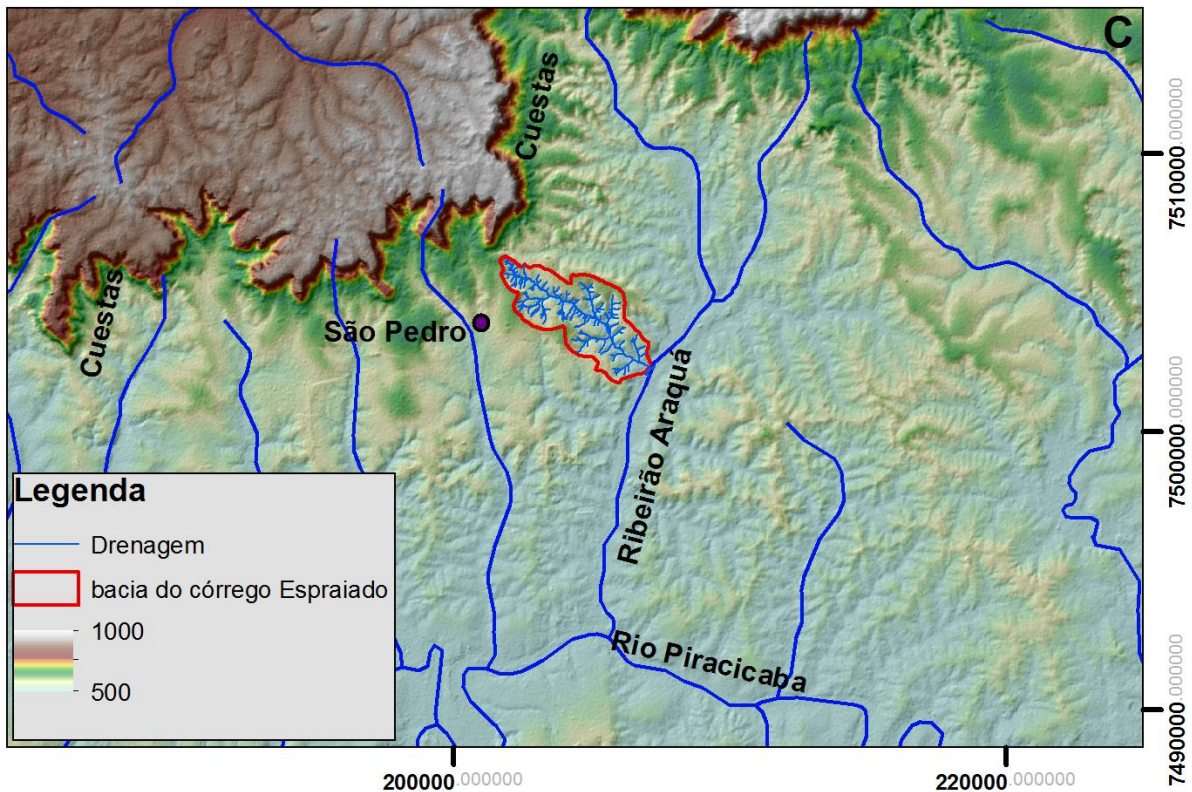 C
Cuestas
Cuestas
São Pedro
Ribeirão Araquá
Rio Piracicaba
Legenda
Drenagem
bacia do córrego Espraiado
1000
500
7510000.000000
7500000.000000
7490000.000000
200000.000000
220000.000000